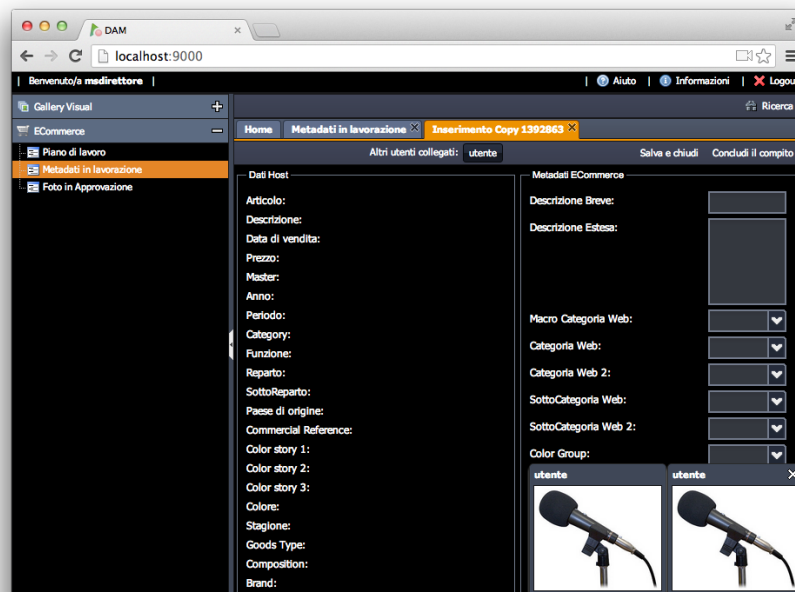 DAM
localhost:9000
Benvenuto/a msdirettore |
| Aiuto | Informazioni | Logou
Gallery Visual
Ricerca
ECommerce
Home Metadati in lavorazione Inserimento Copy 1392863
Piano di lavoro
Metadati in lavorazione
Foto in Approvazione
Altri utenti collegati: utente Salva e chiudi Concludi il compito
Dati Host
Articolo:
Descrizione:
Data di vendita:
Prezzo:
Master:
Anno:
Periodo:
Category:
Funzione:
Reparto:
SottoReparto:
Paese di origine:
Commercial Reference:
Color story 1:
Color story 2:
Color story 3:
Colore:
Stagione:
Goods Type:
Composition:
Brand:
Metadati ECommerce
Descrizione Breve:
Descrizione Estesa:
Macro Categoria Web:
Categoria Web:
Categoria Web 2:
SottoCategoria Web:
SottoCategoria Web 2:
Color Group:
utente utente